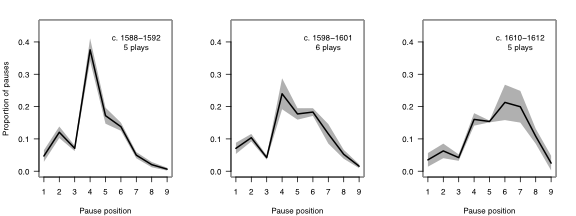 Proportion of pauses
c. 1588–1592
5 plays
0.4
0.3
0.2
0.1
0.0
1 2 3 4 5 6 7 8 9
Pause position
c. 1598–1601
6 plays
0.4
0.3
0.2
0.1
0.0
1 2 3 4 5 6 7 8 9
Pause position
c. 1610–1612
5 plays
0.4
0.3
0.2
0.1
0.0
1 2 3 4 5 6 7 8 9
Pause position